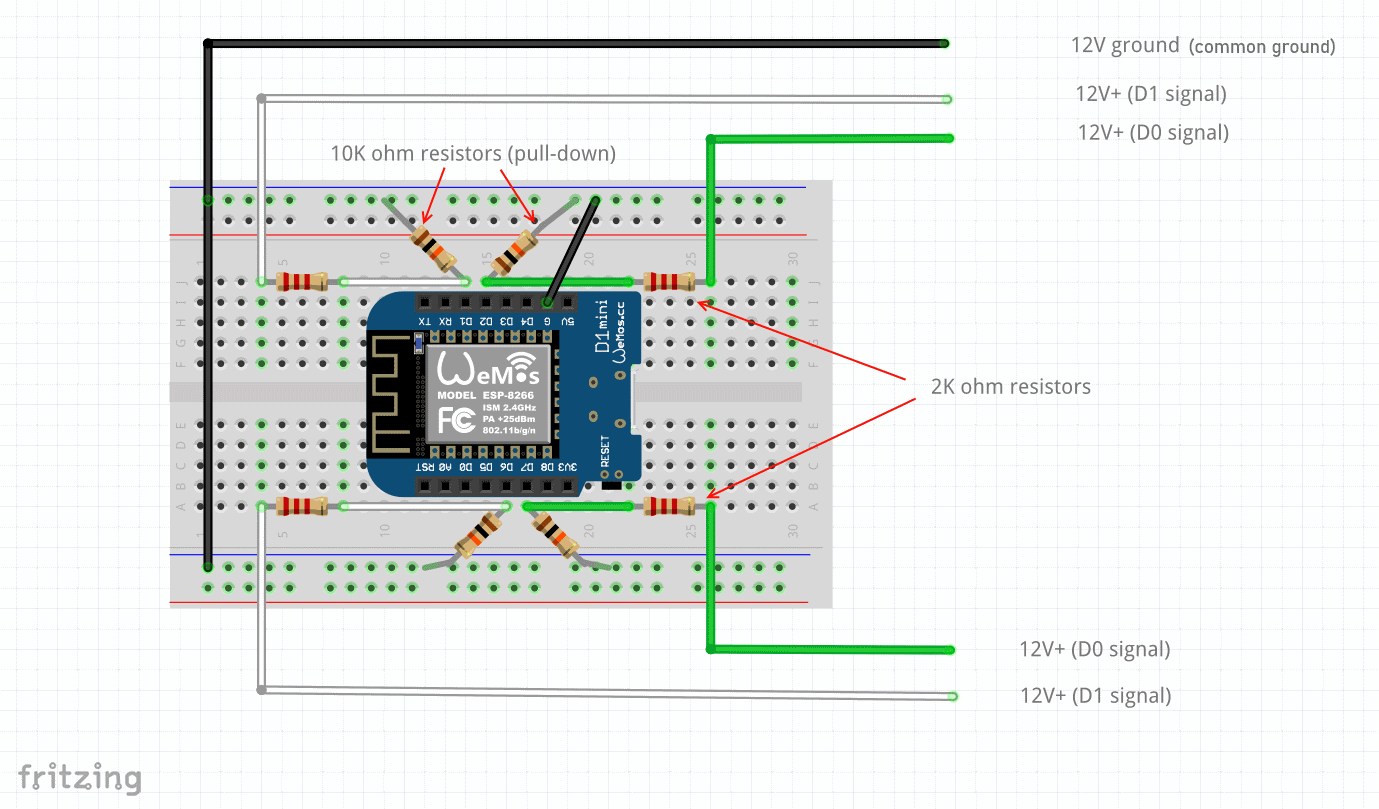 12V ground (common ground)
12V+ (D1 signal)
12V+ (D0 signal)
10K ohm resistors (pull-down)
1 5 10 15 20 25 30
J
I
H
G
F
J
I
H
G
F
TX RX D1 D2 D3 D4 G 5V
D1 mini
WeMos.cc
WeMos
MODEL ESP-8266
ISM 2.4GHz
PA +25dBm
802.11b/g/n
FC
2K ohm resistors
RESET
RST A0 D0 D5 D6 D7 D8 3V3
E
D
C
B
A
E
D
C
B
A
1 5 10 20 25 30
12V+ (D0 signal)
12V+ (D1 signal)
fritzing